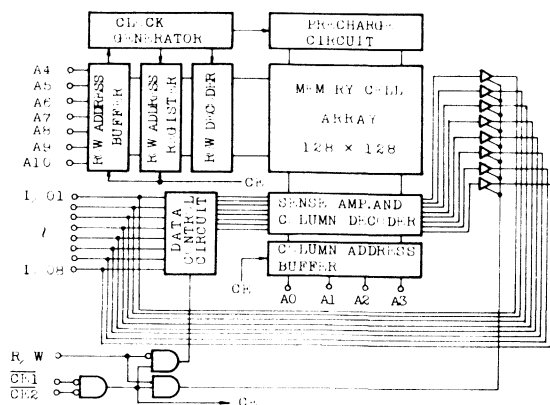 CLOCK
GENERATOR
PRECHARGE
CIRCUIT
A4
A5
A6
A7
A8
A9
A10
ROW ADDRESS
BUFFER
ROW ADDRESS
REGISTER
ROW DECODER
MEMORY CELL
ARRAY
128 × 128
CE
I/O1
I/O8
DATA
CONTROL
CIRCUIT
SENSE AMP.AND
COLUMN DECODER
COLUMN ADDRESS
BUFFER
CE
A0
A1
A2
A3
R/W
CE1
CE2
CE